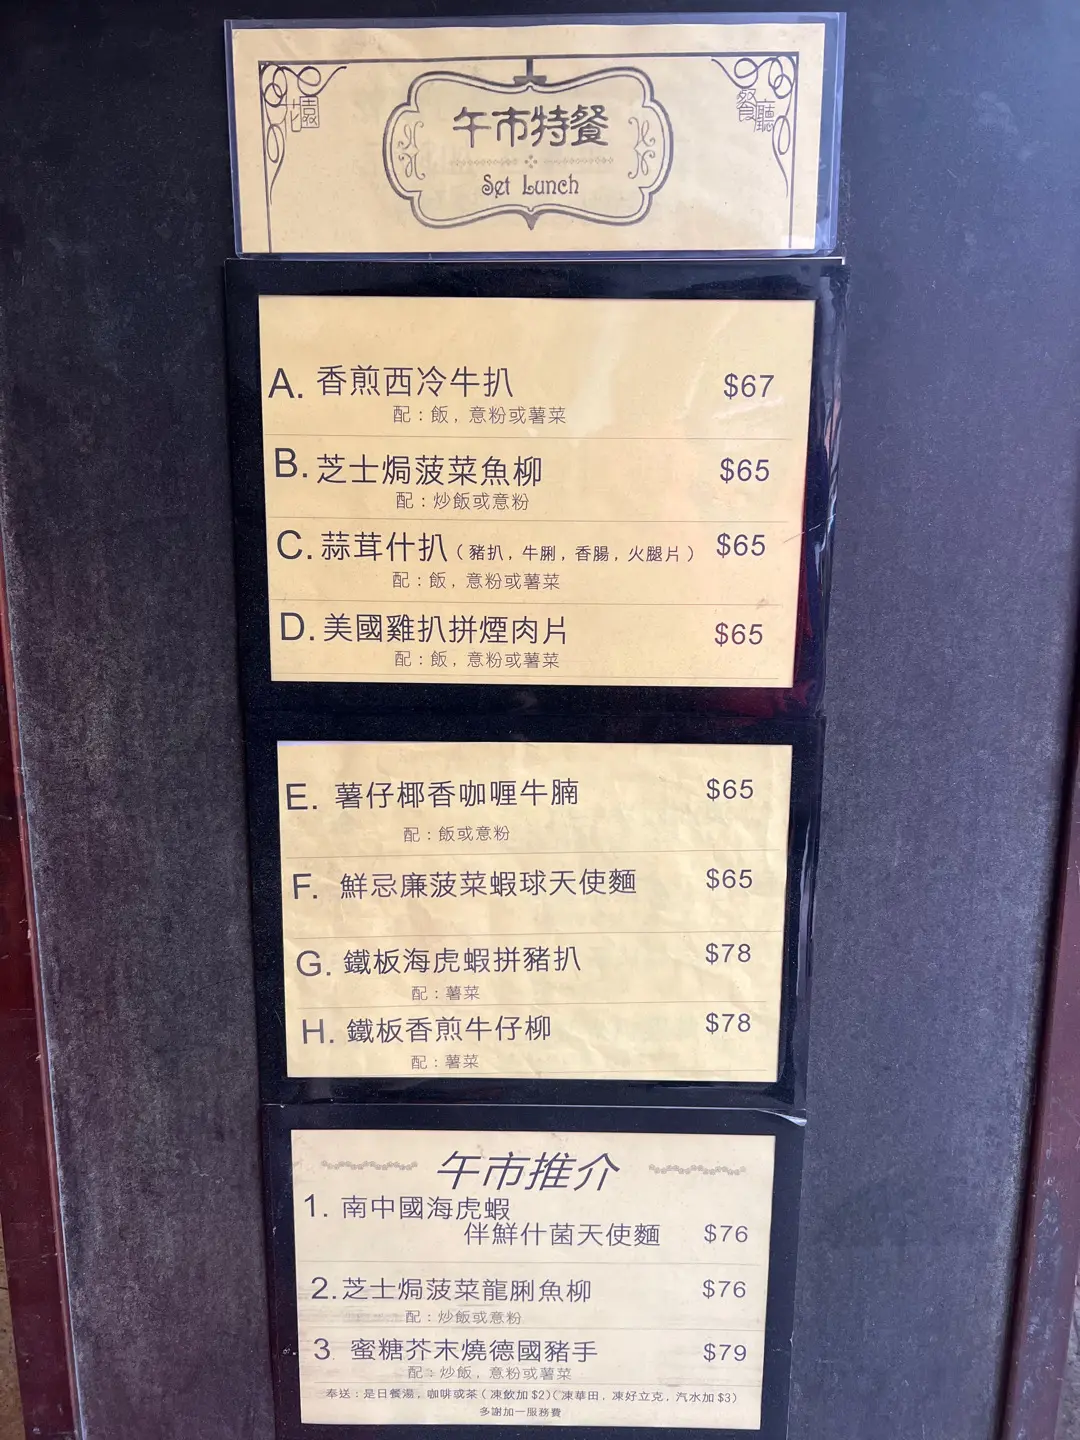 花園
餐廳
午市特餐
Set Lunch
A. 香煎西冷牛扒 $67
配：飯，意粉或薯菜
B. 芝士焗菠菜魚柳 $65
配：炒飯或意粉
C. 蒜茸什扒（豬扒，牛脷，香腸，火腿片） $65
配：飯，意粉或薯菜
D. 美國雞扒拼煙肉片 $65
配：飯，意粉或薯菜
E. 薯仔椰香咖喱牛腩 $65
配：飯或意粉
F. 鮮忌廉菠菜蝦球天使麵 $65
G. 鐵板海虎蝦拼豬扒 $78
配：薯菜
H. 鐵板香煎牛仔柳 $78
配：薯菜
午市推介
1. 南中國海虎蝦
伴鮮什菌天使麵 $76
2. 芝士焗菠菜龍脷魚柳 $76
配：炒飯或意粉
3 蜜糖芥末燒德國豬手 $79
配：炒飯，意粉或薯菜
奉送：是日餐湯，咖啡或茶（凍飲加 $2）（凍華田，凍好立克，汽水加 $3）
多謝加一服務費